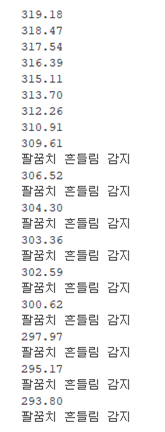 319.18
318.47
317.54
316.39
315.11
313.70
312.26
310.91
309.61
팔꿈치 흔들림 감지
306.52
팔꿈치 흔들림 감지
304.30
팔꿈치 흔들림 감지
303.36
팔꿈치 흔들림 감지
302.59
팔꿈치 흔들림 감지
300.62
팔꿈치 흔들림 감지
297.97
팔꿈치 흔들림 감지
295.17
팔꿈치 흔들림 감지
293.80
팔꿈치 흔들림 감지